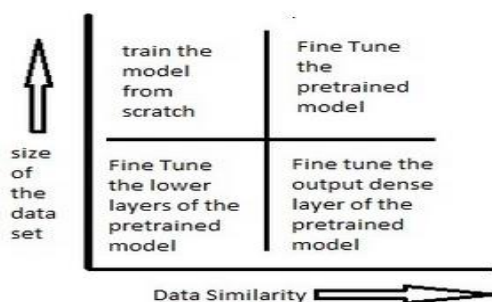 train the
model
from
scratch
Fine Tune
the
pretrained
model
size
of
the
data
set
Fine Tune
the lower
layers of the
pretrained
model
Fine tune the
output dense
layer of the
pretrained
model
Data Similarity